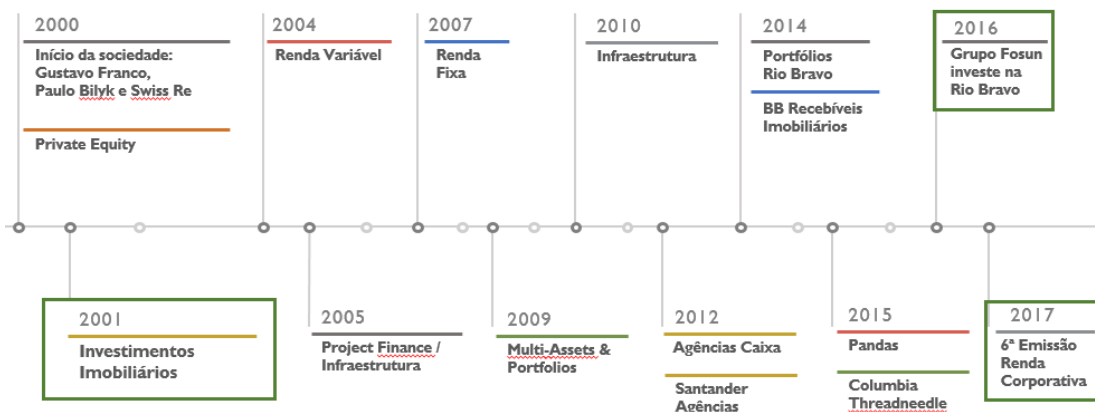 2000
Início da sociedade:
Gustavo Franco,
Paulo Bilyk e Swiss Re
Private Equity
2004
Renda Variável
2007
Renda
Fixa
2010
Infraestrutura
2014
Portfólios
Rio Bravo
BB Recebíveis
Imobiliários
2016
Grupo Fosun
investe na
Rio Bravo
2001
Investimentos
Imobiliários
2005
Project Finance /
Infraestrutura
2009
Multi-Assets &
Portfolios
2012
Agências Caixa
Santander
Agências
2015
Pandas
Columbia
Threadneedle
2017
6ª Emissão
Renda
Corporativa